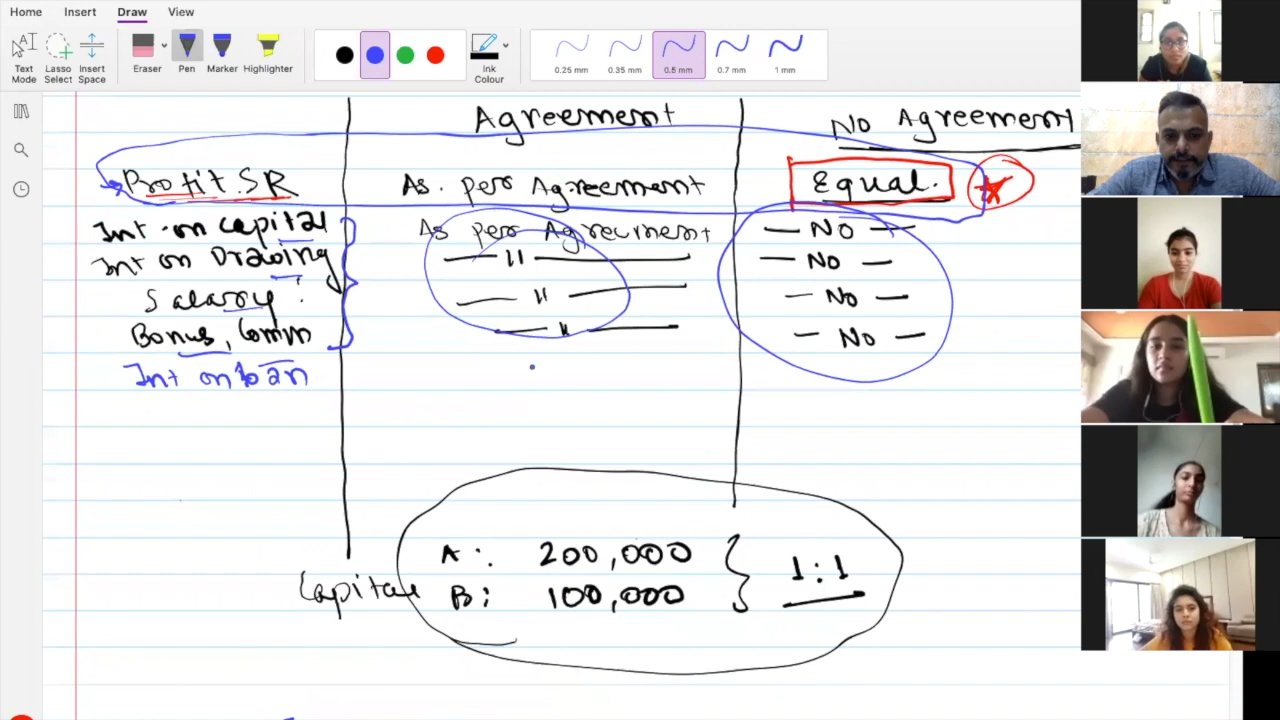 Home Insert Draw View
Text Mode Lasso Select Insert Space Eraser Pen Marker Highlighter Ink Colour 0.25 mm 0.35 mm 0.5 mm 0.7 mm 1 mm
Agreement No Agreement
Profit.SR As. per Agreement Equal.
Int on capital As per Agreement — No —
Int on Drawing — 11 — — No —
Salary — 11 — — No —
Bonus, Comm — 11 — — No —
Int on loan
A: 200,000
1:1
Capital B: 100,000